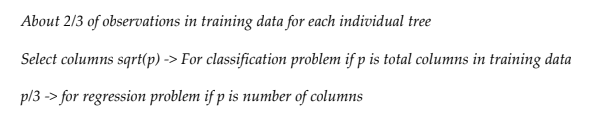 About 2/3 of observations in training data for each individual tree
Select columns sqrt(p) -> For classification problem if p is total columns in training data
p/3 -> for regression problem if p is number of columns